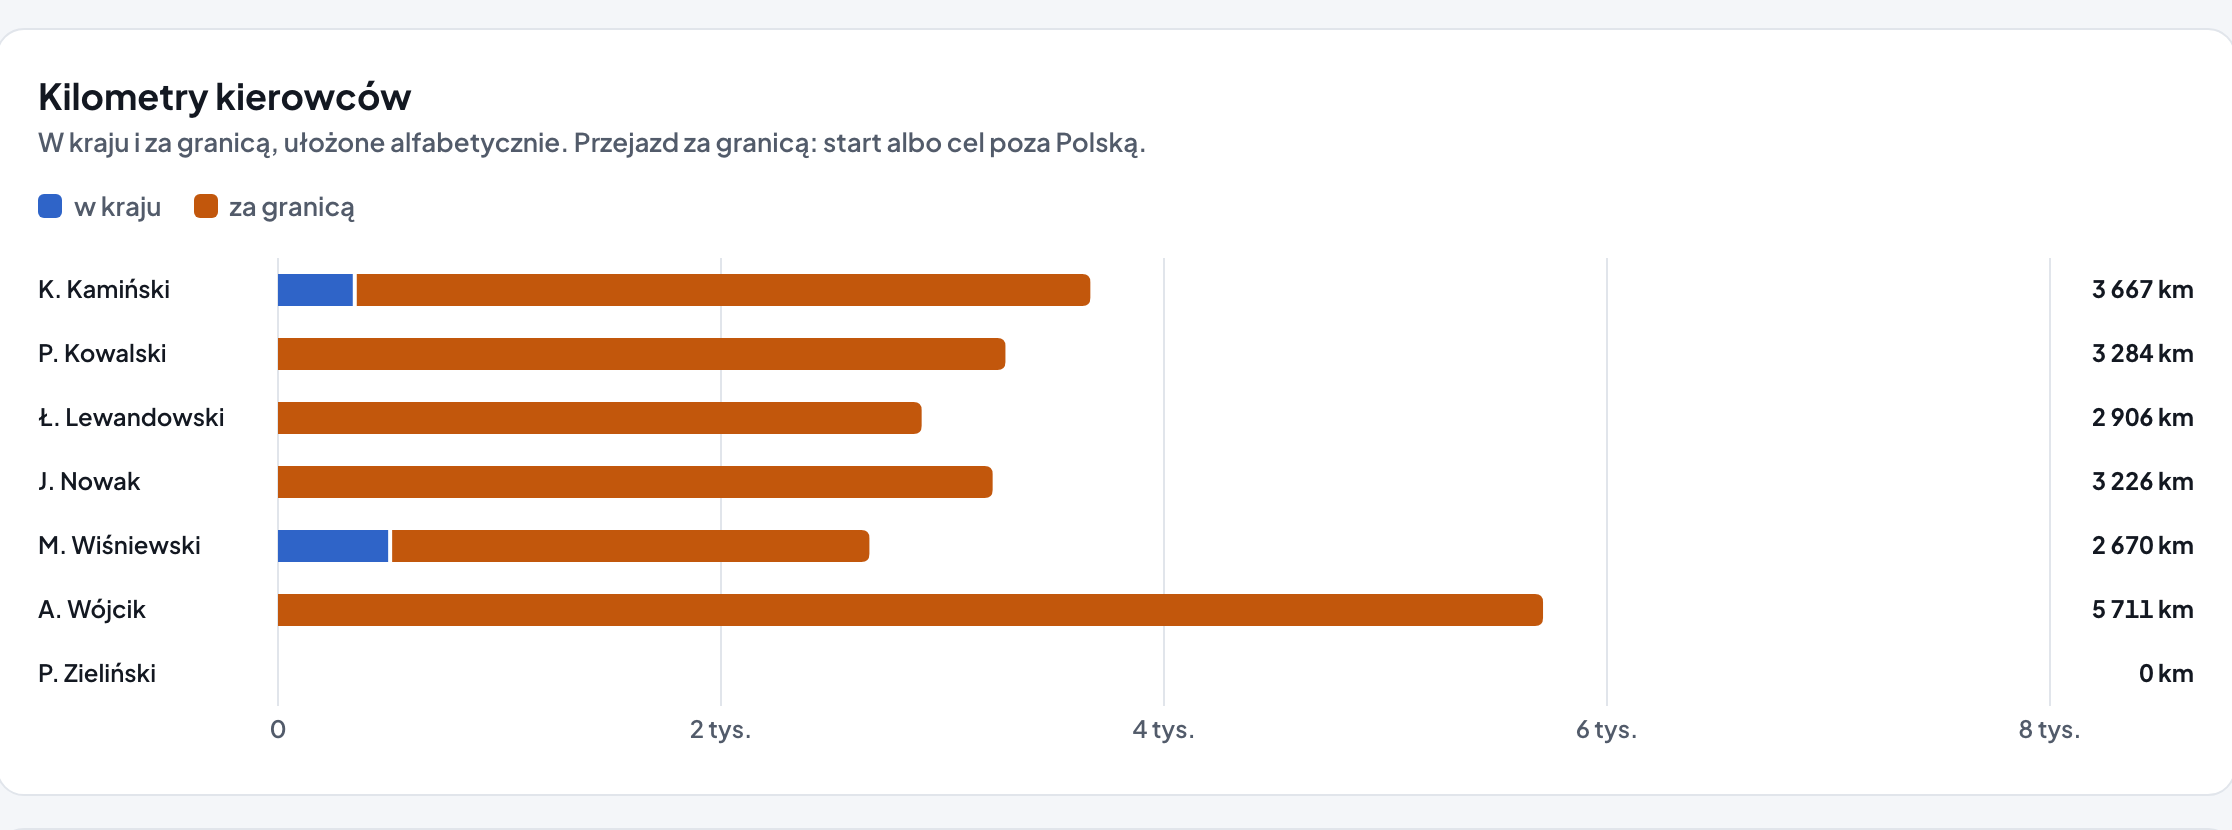 Kilometry kierowców
W kraju i za granicą, ułożone alfabetycznie. Przejazd za granicą: start albo cel poza Polską.
w kraju za granicą
K. Kamiński 3 667 km
P. Kowalski 3 284 km
Ł. Lewandowski 2 906 km
J. Nowak 3 226 km
M. Wiśniewski 2 670 km
A. Wójcik 5 711 km
P. Zieliński 0 km
0 2 tys. 4 tys. 6 tys. 8 tys.